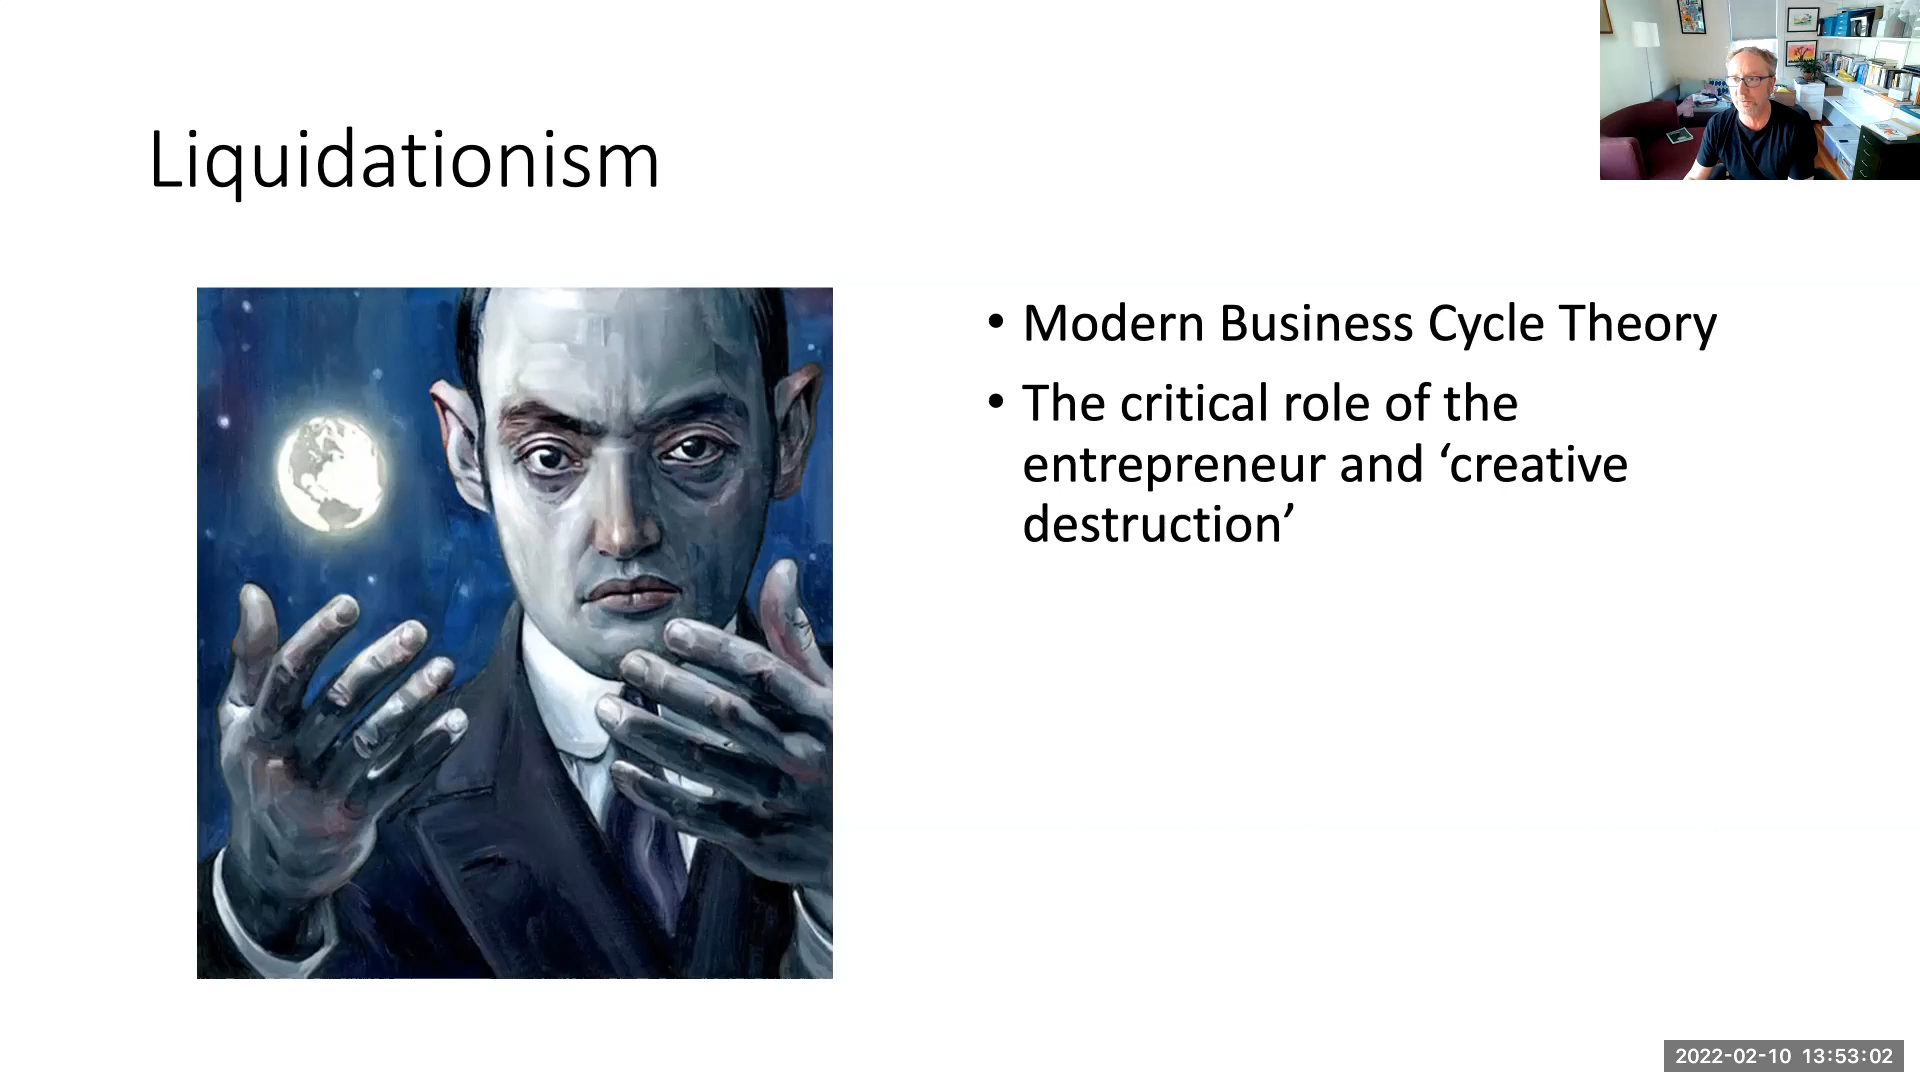 Liquidationism
• Modern Business Cycle Theory
• The critical role of the
entrepreneur and ‘creative
destruction’
2022-02-10 13:53:02